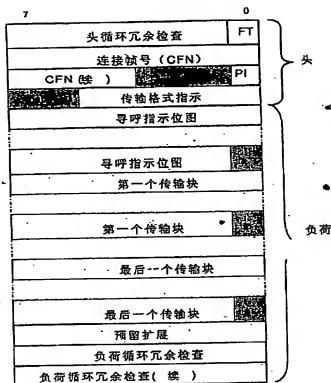 7 0
头循环冗余检查 FT
连接帧号（CFN）
CFN（续 ） PI
头
传输格式指示
寻呼指示位图
寻呼指示位图
第一个传输块
第一个传输块
负荷
最后一个传输块
最后一个传输块
预留扩展
负荷循环冗余检查
负荷循环冗余检查（ 续 ）